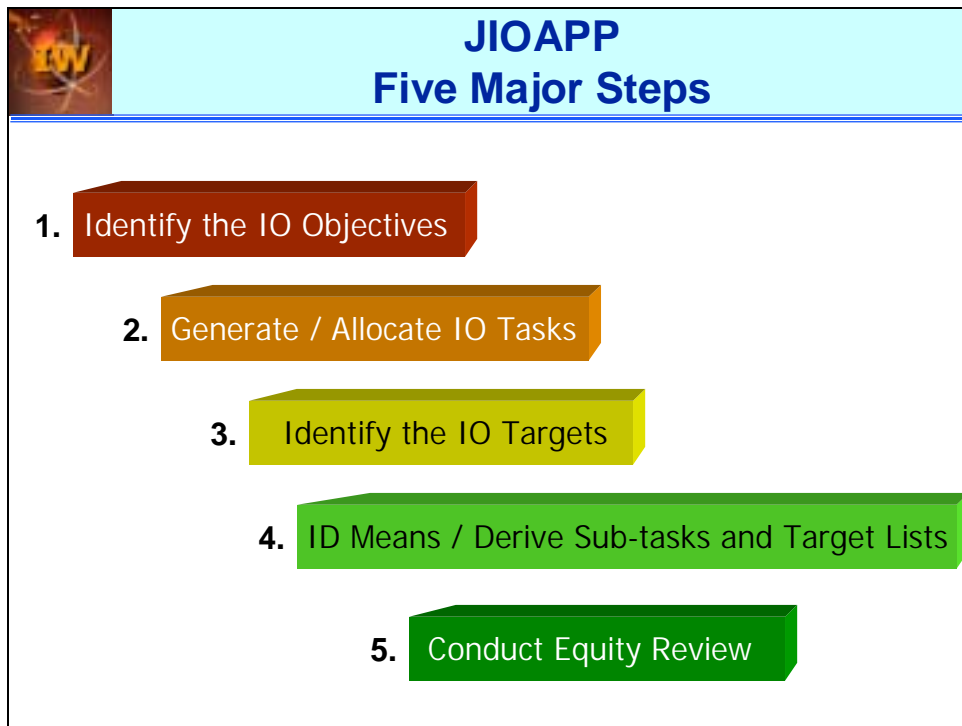 IW
JIOAPP
Five Major Steps
1. Identify the IO Objectives
2. Generate / Allocate IO Tasks
3. Identify the IO Targets
4. ID Means / Derive Sub-tasks and Target Lists
5. Conduct Equity Review